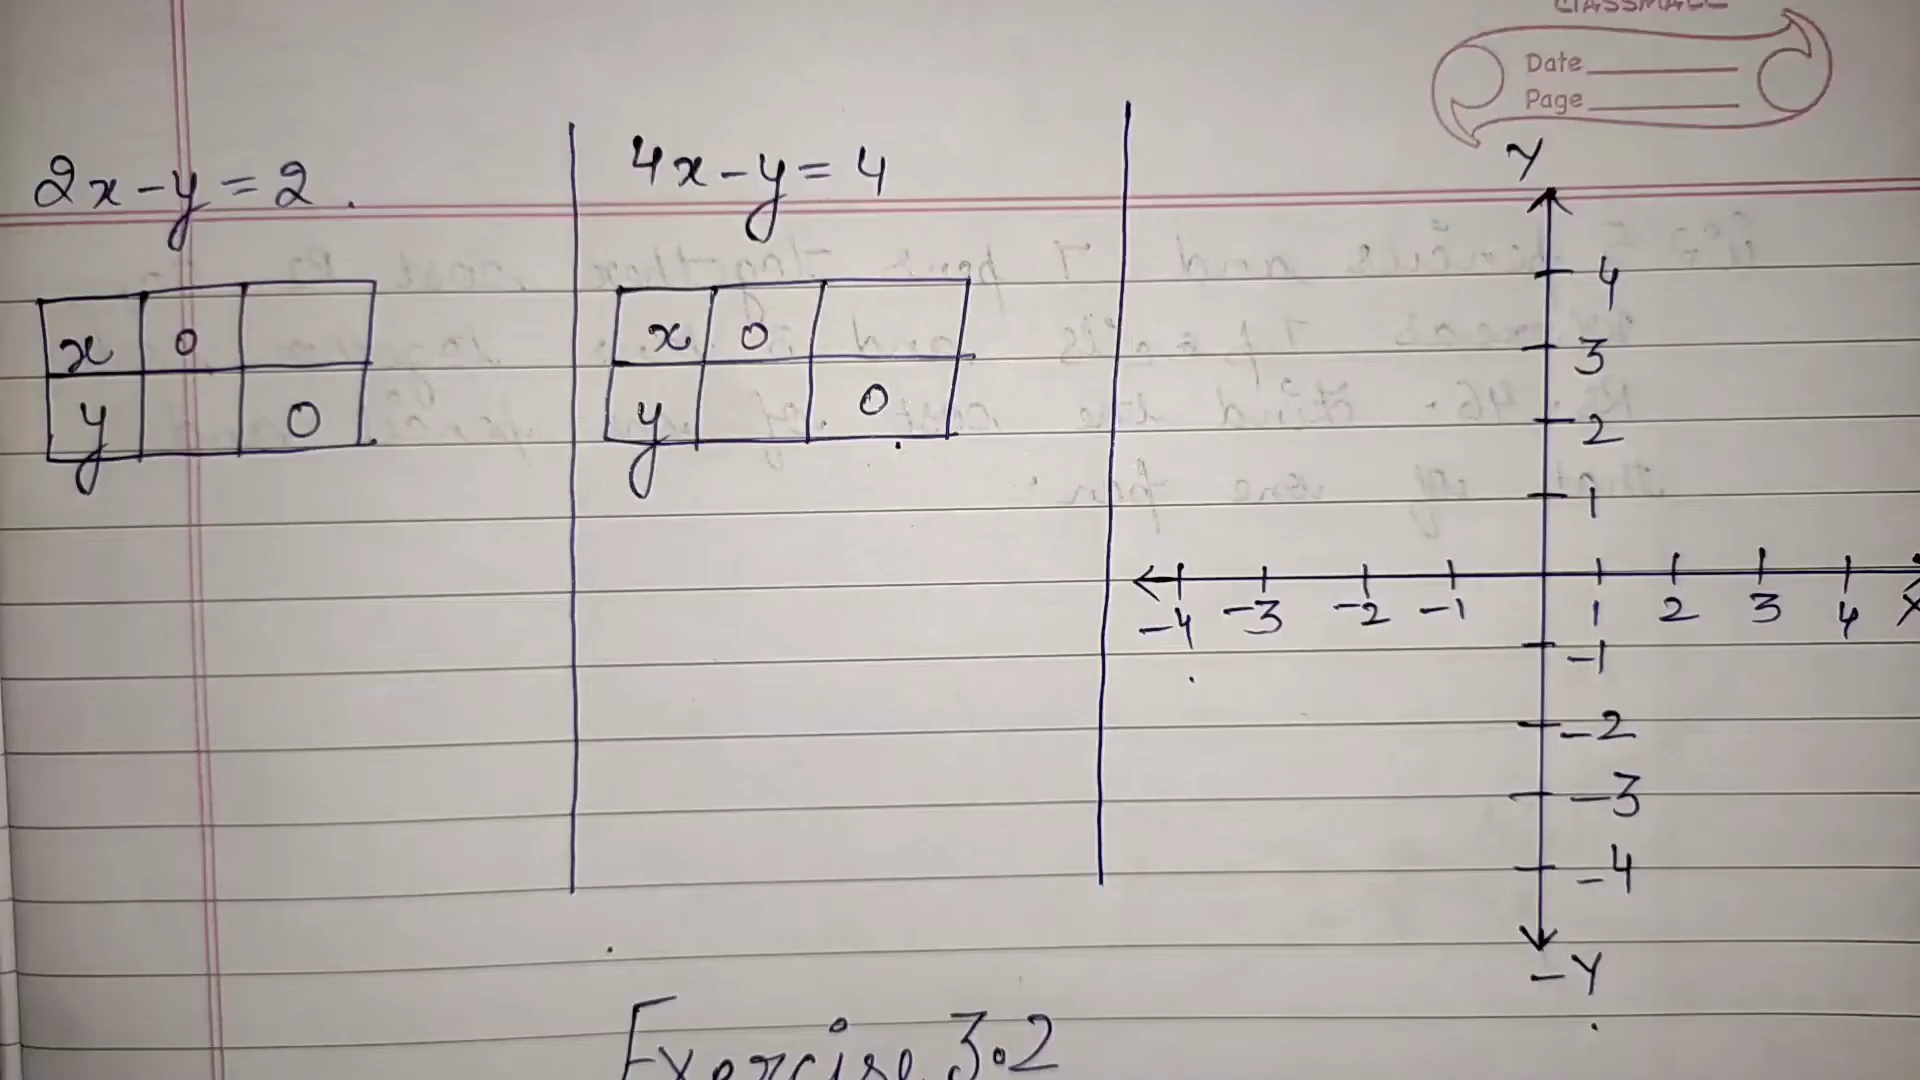 Date
Page
2x-y=2.
4x-y=4
x 0
y 0
x 0
y 0
Y
4
3
2
1
-4 -3 -2 -1 1 2 3 4 X
-1
-2
-3
-4
-Y
Exercise 3.2